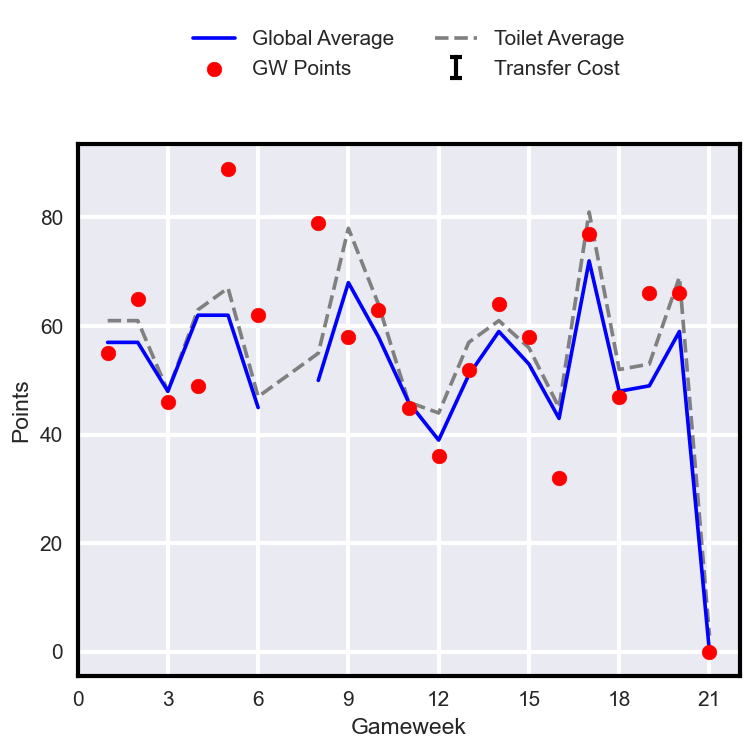 Global Average
Toilet Average
GW Points
Transfer Cost
Points
80
60
40
20
0
0 3 6 9 12 15 18 21
Gameweek